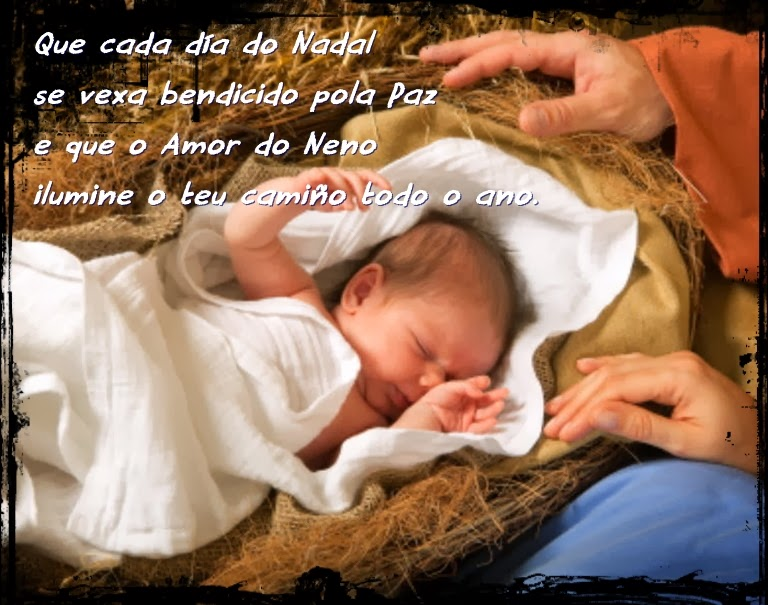 Que cada día do Nadal
se vexa bendicido pola Paz
e que o Amor do Neno
ilumine o teu camiño todo o ano.